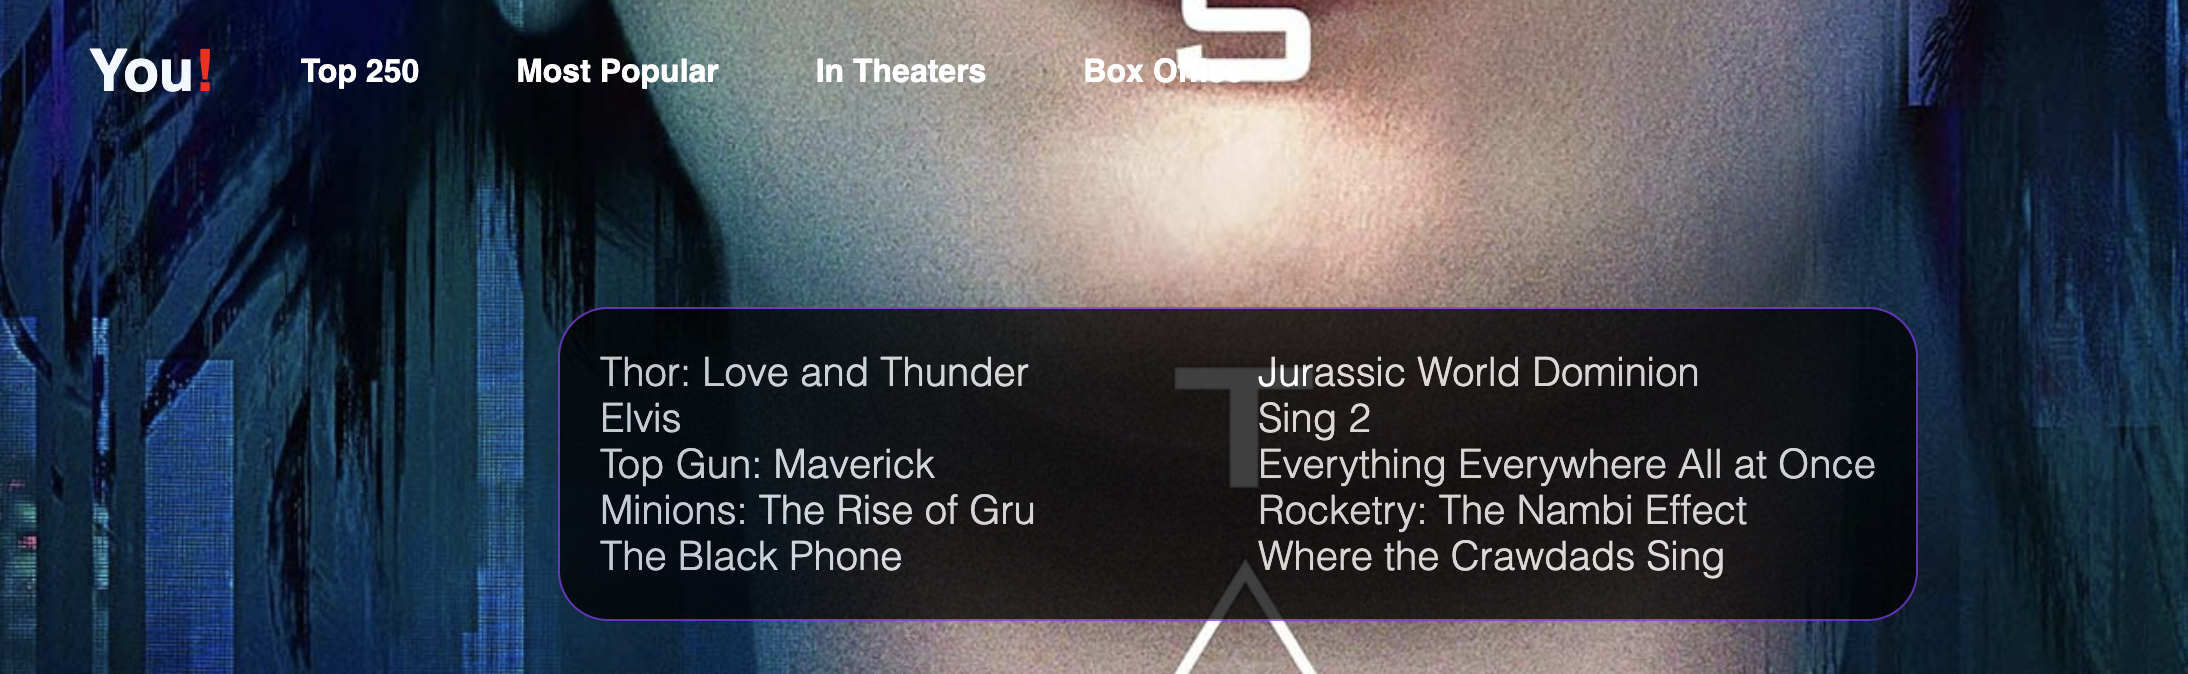 S
You!
Top 250
Most Popular
In Theaters
Box Office
Thor: Love and Thunder
Elvis
Top Gun: Maverick
Minions: The Rise of Gru
The Black Phone
Jurassic World Dominion
Sing 2
Everything Everywhere All at Once
Rocketry: The Nambi Effect
Where the Crawdads Sing
T